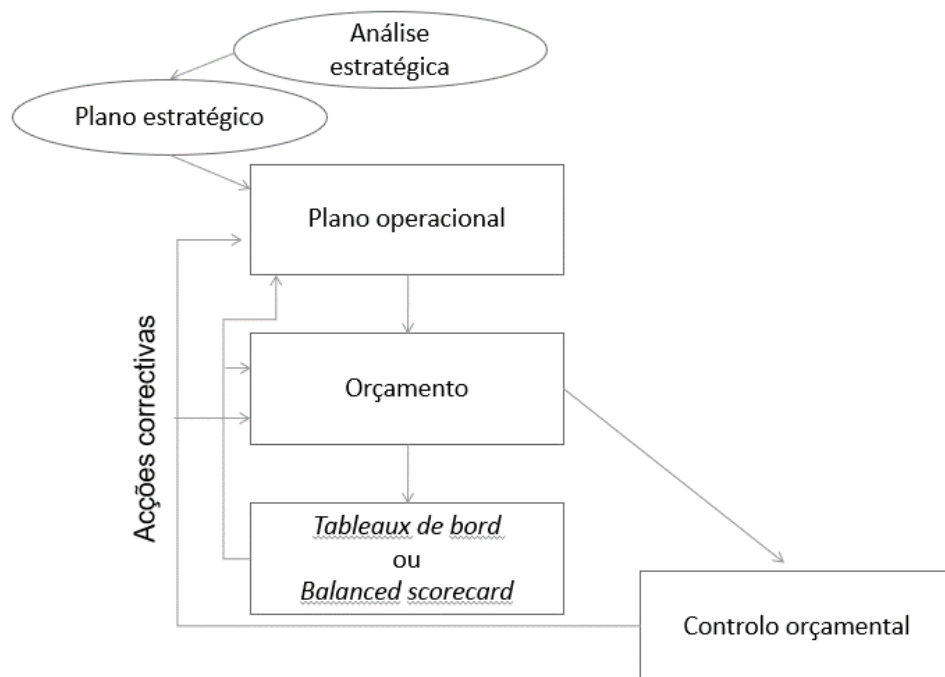 Análise
estratégica
Plano estratégico
Plano operacional
Acções correctivas
Orçamento
Tableaux de bord
ou
Balanced scorecard
Controlo orçamental